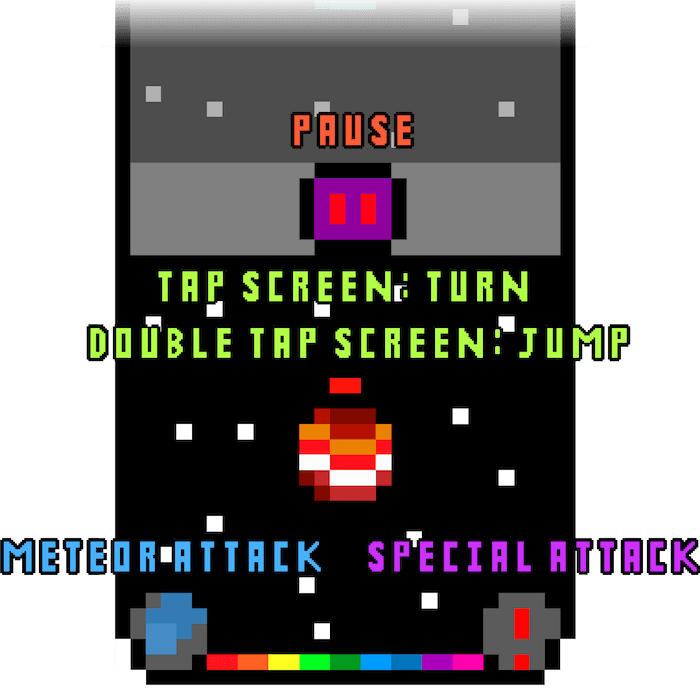 PAUSE
TAP SCREEN: TURN
DOUBLE TAP SCREEN: JUMP
METEOR ATTACK SPECIAL ATTACK
!